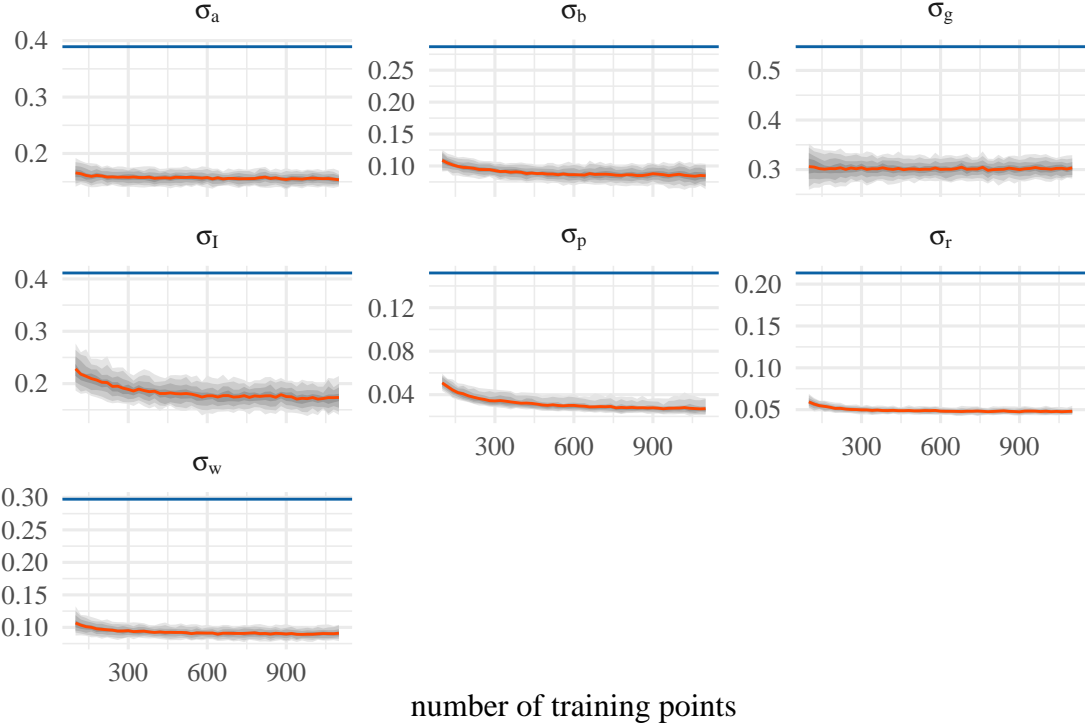 σa σb σg
0.4 0.3 0.2
0.25 0.20 0.15 0.10
0.5 0.4 0.3
σI σp σr
0.4 0.3 0.2
0.12 0.08 0.04
0.20 0.15 0.10 0.05
300 600 900 300 600 900
σw
0.30 0.25 0.20 0.15 0.10
300 600 900
number of training points